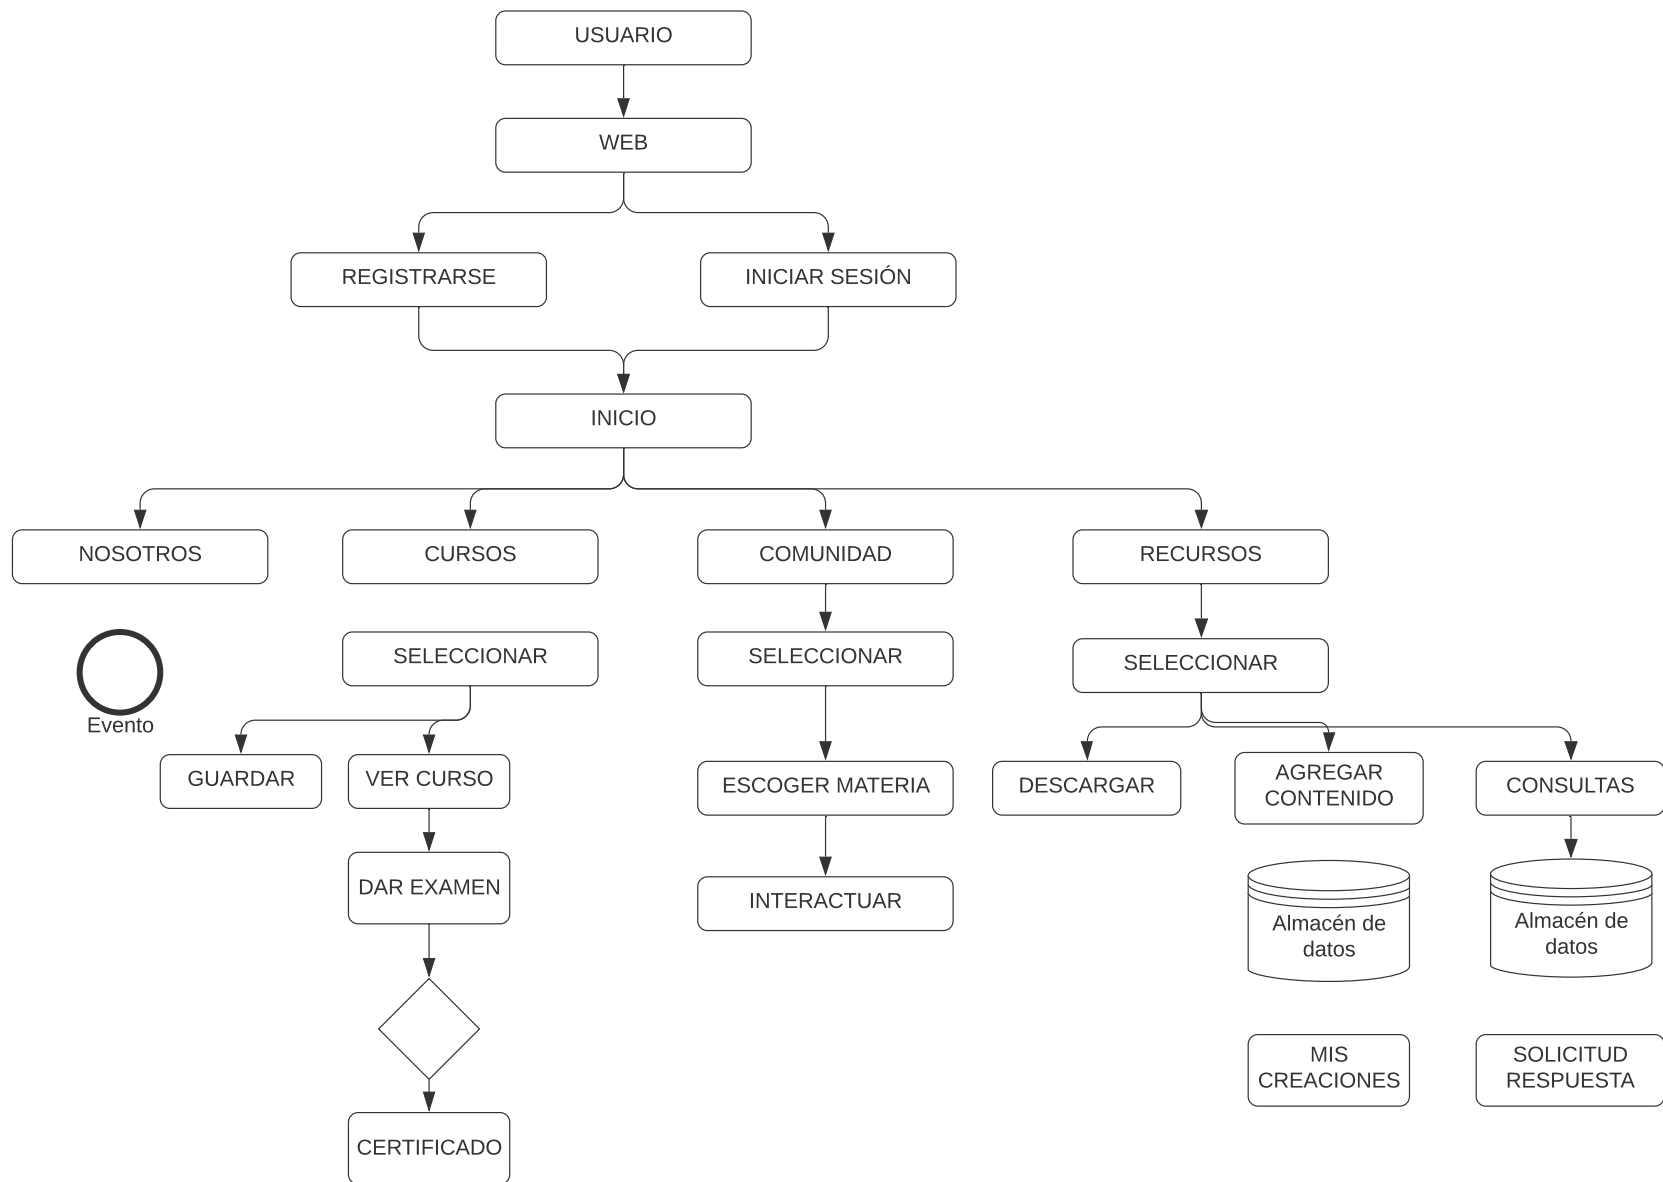 USUARIO
WEB
REGISTRARSE
INICIAR SESIÓN
INICIO
NOSOTROS
CURSOS
COMUNIDAD
RECURSOS
SELECCIONAR
SELECCIONAR
SELECCIONAR
Evento
GUARDAR
VER CURSO
ESCOGER MATERIA
DESCARGAR
AGREGAR
CONTENIDO
CONSULTAS
DAR EXAMEN
INTERACTUAR
Almacén de
datos
Almacén de
datos
MIS
CREACIONES
SOLICITUD
RESPUESTA
CERTIFICADO